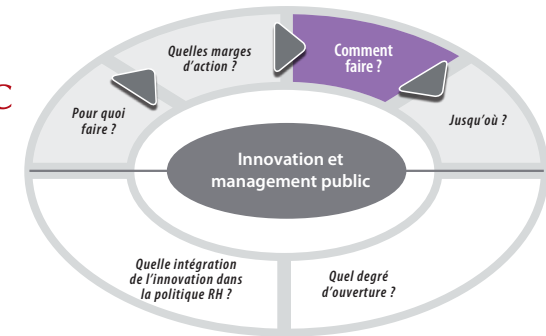 C
Quelles marges
d'action ?
Comment
faire ?
Pour quoi
faire ?
Jusqu'où ?
Innovation et
management public
Quelle intégration
de l'innovation dans
la politique RH ?
Quel degré
d'ouverture ?